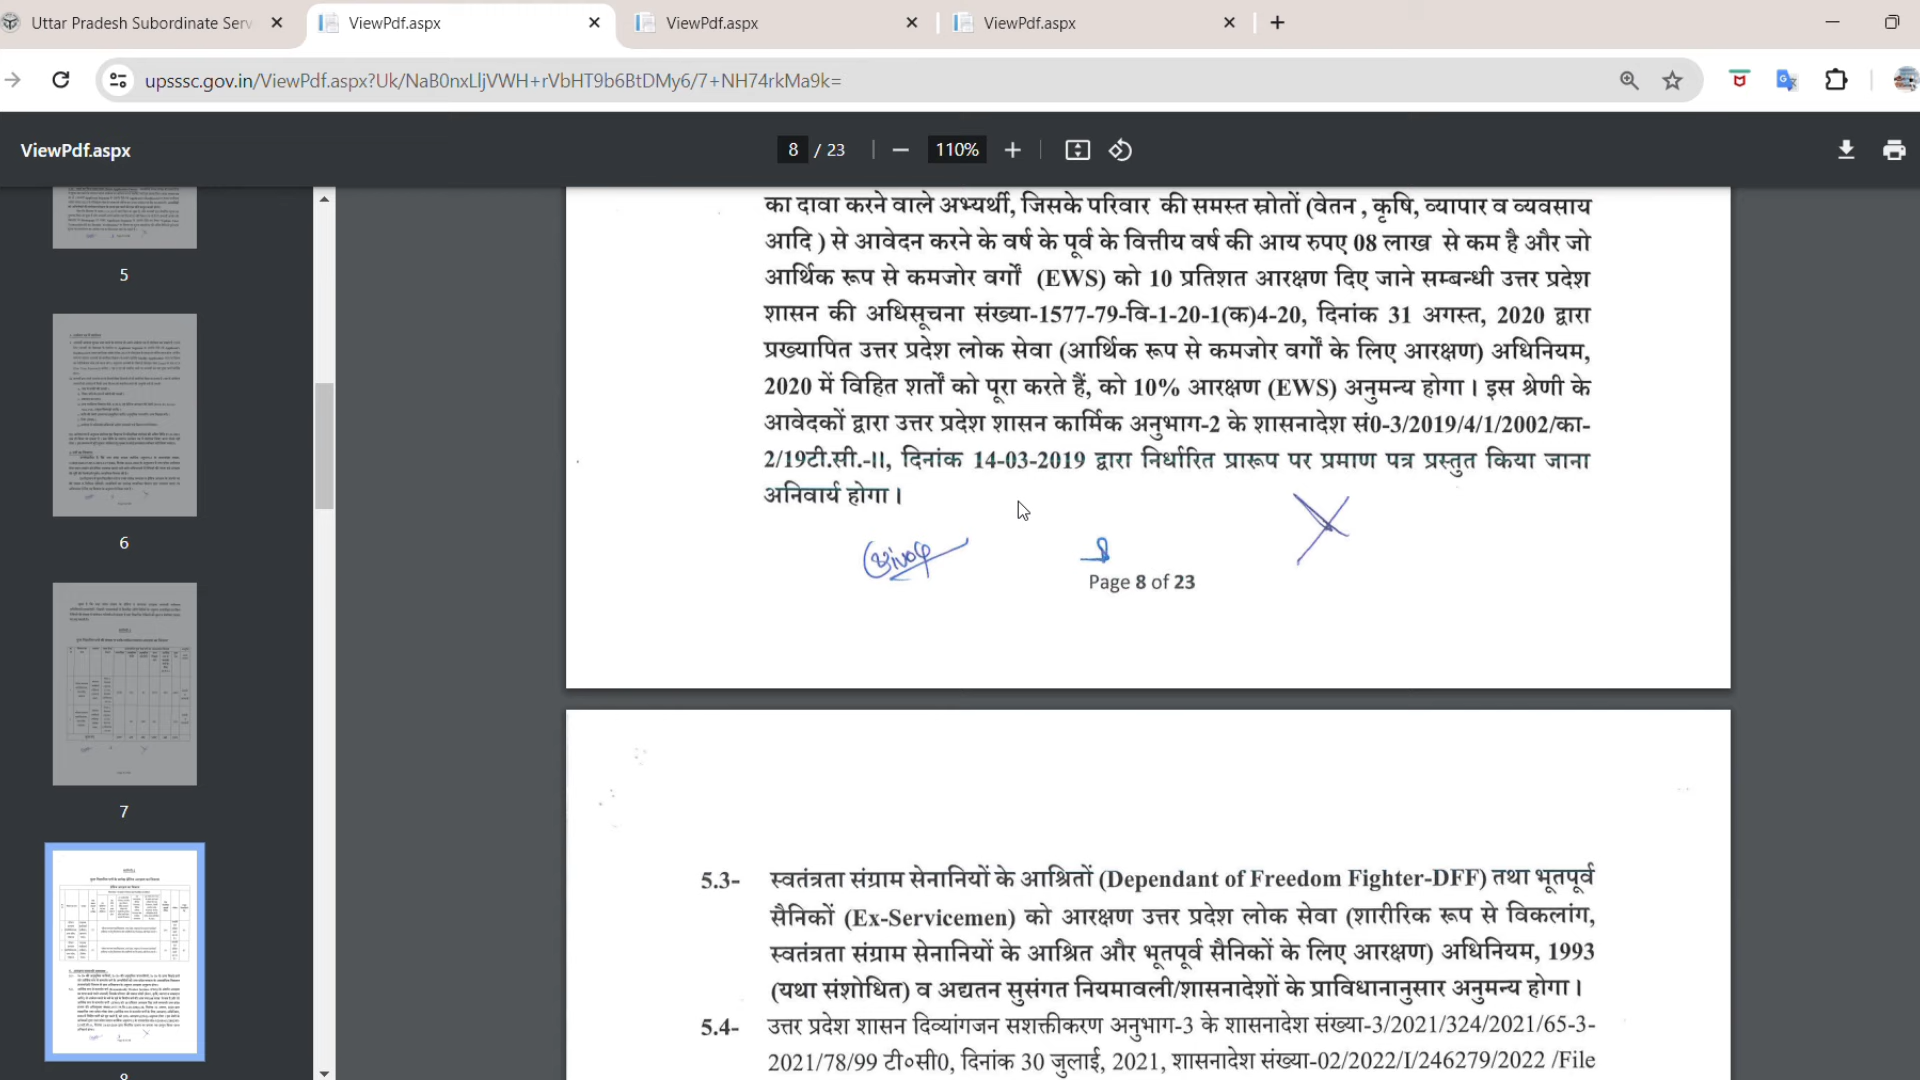 Uttar Pradesh Subordinate Serv
ViewPdf.aspx
ViewPdf.aspx
ViewPdf.aspx
upsssc.gov.in/ViewPdf.aspx?Uk/NaB0nxLljVWH+rVbHT9b6BtDMy6/7+NH74rkMa9k=
ViewPdf.aspx
8 / 23
110%
5
6
7
8
का दावा करने वाले अभ्यर्थी, जिसके परिवार की समस्त स्रोतों (वेतन , कृषि, व्यापार व व्यवसाय
आदि ) से आवेदन करने के वर्ष के पूर्व के वित्तीय वर्ष की आय रुपए 08 लाख से कम है और जो
आर्थिक रूप से कमजोर वर्गों (EWS) को 10 प्रतिशत आरक्षण दिए जाने सम्बन्धी उत्तर प्रदेश
शासन की अधिसूचना संख्या-1577-79-वि-1-20-1(क)4-20, दिनांक 31 अगस्त, 2020 द्वारा
प्रख्यापित उत्तर प्रदेश लोक सेवा (आर्थिक रूप से कमजोर वर्गों के लिए आरक्षण) अधिनियम,
2020 में विहित शर्तों को पूरा करते हैं, को 10% आरक्षण (EWS) अनुमन्य होगा। इस श्रेणी के
आवेदकों द्वारा उत्तर प्रदेश शासन कार्मिक अनुभाग-2 के शासनादेश सं0-3/2019/4/1/2002/का-
2/19टी.सी.-II, दिनांक 14-03-2019 द्वारा निर्धारित प्रारूप पर प्रमाण पत्र प्रस्तुत किया जाना
अनिवार्य होगा।
Page 8 of 23
5.3- स्वतंत्रता संग्राम सेनानियों के आश्रितों (Dependant of Freedom Fighter-DFF) तथा भूतपूर्व
सैनिकों (Ex-Servicemen) को आरक्षण उत्तर प्रदेश लोक सेवा (शारीरिक रूप से विकलांग,
स्वतंत्रता संग्राम सेनानियों के आश्रित और भूतपूर्व सैनिकों के लिए आरक्षण) अधिनियम, 1993
(यथा संशोधित) व अद्यतन सुसंगत नियमावली/शासनादेशों के प्राविधानानुसार अनुमन्य होगा।
5.4- उत्तर प्रदेश शासन दिव्यांगजन सशक्तीकरण अनुभाग-3 के शासनादेश संख्या-3/2021/324/2021/65-3-
2021/78/99 टी०सी0, दिनांक 30 जुलाई, 2021, शासनादेश संख्या-02/2022/I/246279/2022 /File